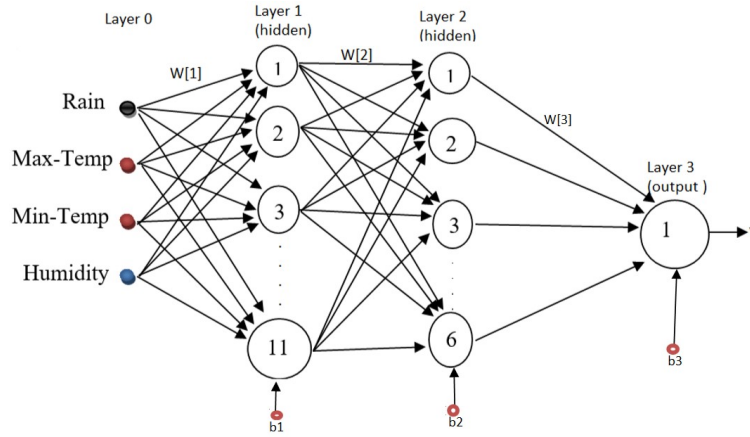 Layer 0
Layer 1
(hidden)
Layer 2
(hidden)
W[1]
W[2]
W[3]
Rain
Max-Temp
Min-Temp
Humidity
1
2
3
11
1
2
3
6
Layer 3
(output )
1
b1
b2
b3